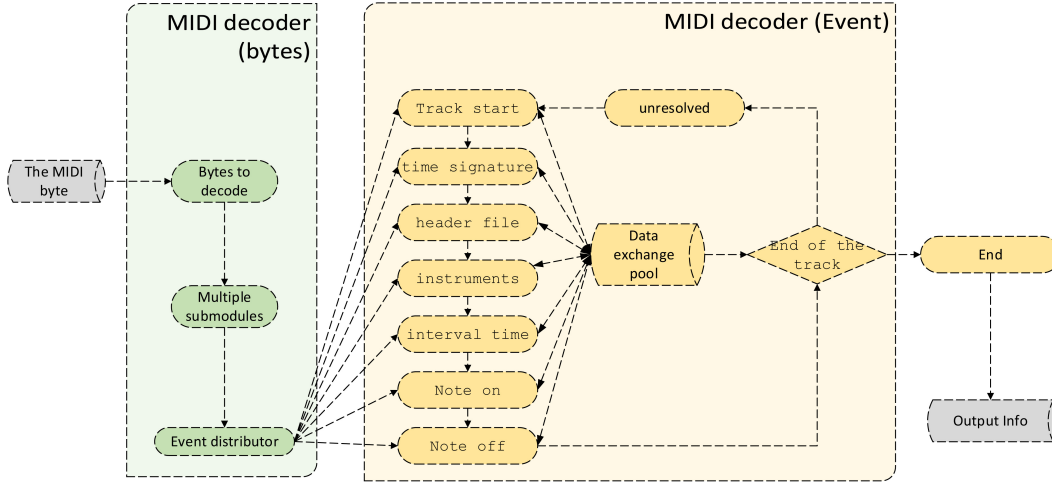 MIDI decoder
(bytes)
MIDI decoder (Event)
The MIDI
byte
Bytes to
decode
Multiple
submodules
Event distributor
Track start
time signature
header file
instruments
interval time
Note on
Note off
unresolved
Data
exchange
pool
End of the
track
End
Output Info